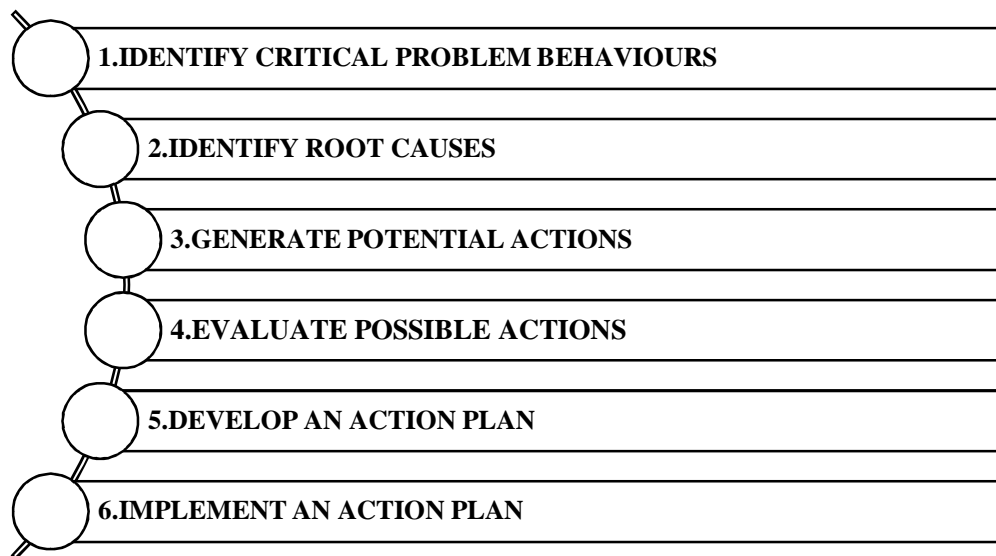 1.IDENTIFY CRITICAL PROBLEM BEHAVIOURS
2.IDENTIFY ROOT CAUSES
3.GENERATE POTENTIAL ACTIONS
4.EVALUATE POSSIBLE ACTIONS
5.DEVELOP AN ACTION PLAN
6.IMPLEMENT AN ACTION PLAN